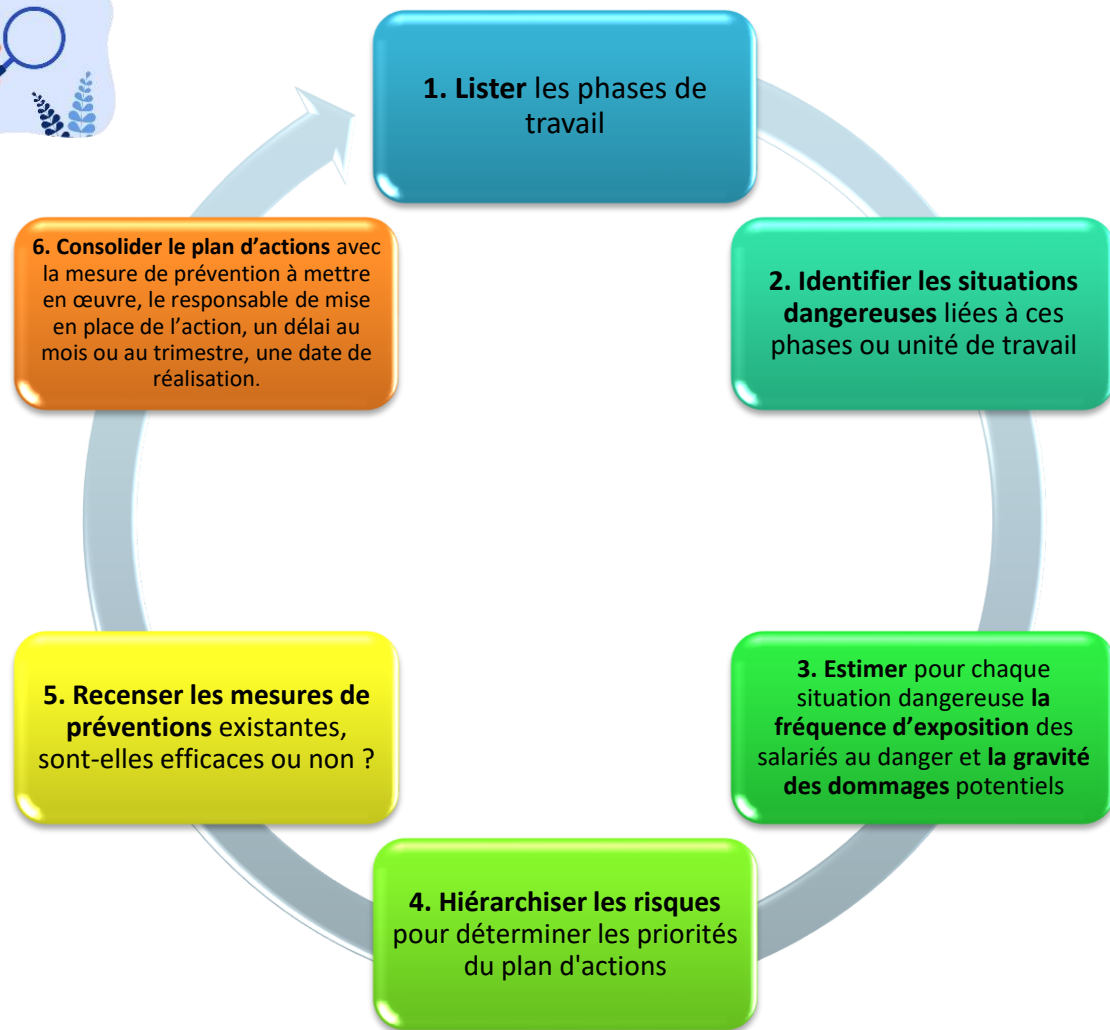 1. Lister les phases de
travail
2. Identifier les situations
dangereuses liées à ces
phases ou unité de travail
3. Estimer pour chaque
situation dangereuse la
fréquence d’exposition des
salariés au danger et la gravité
des dommages potentiels
4. Hiérarchiser les risques
pour déterminer les priorités
du plan d'actions
5. Recenser les mesures de
préventions existantes,
sont-elles efficaces ou non ?
6. Consolider le plan d’actions avec
la mesure de prévention à mettre
en œuvre, le responsable de mise
en place de l’action, un délai au
mois ou au trimestre, une date de
réalisation.